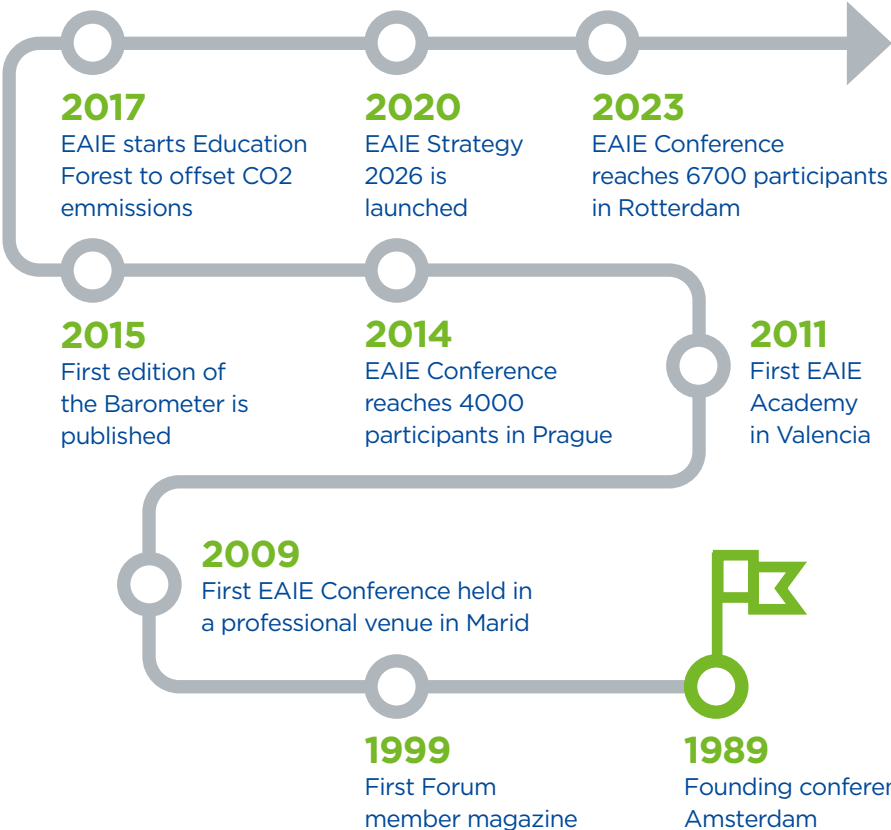 2017
EAIE starts Education
Forest to offset CO2
emmissions
2020
EAIE Strategy
2026 is
launched
2023
EAIE Conference
reaches 6700 participants
in Rotterdam
2015
First edition of
the Barometer is
published
2014
EAIE Conference
reaches 4000
participants in Prague
2011
First EAIE
Academy
in Valencia
2009
First EAIE Conference held in
a professional venue in Marid
1999
First Forum
member magazine
1989
Founding
Amsterdam